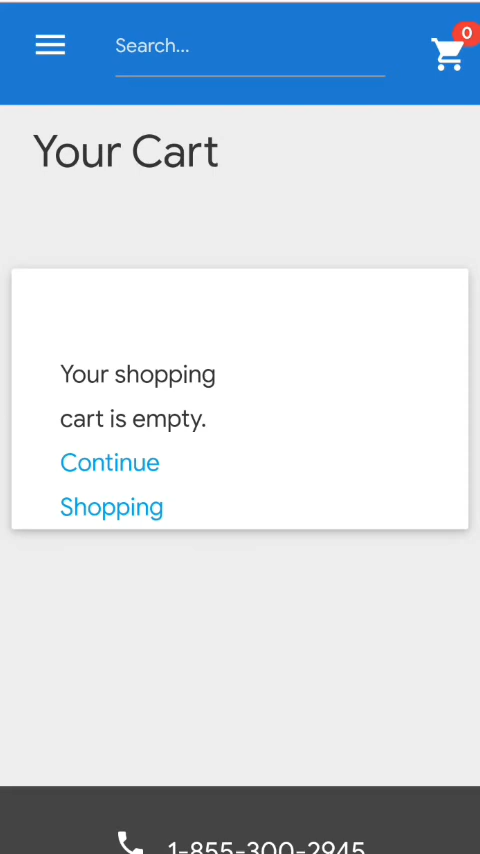 Search...
0
Your Cart
Your shopping
cart is empty.
Continue
Shopping
1-855-300-2945